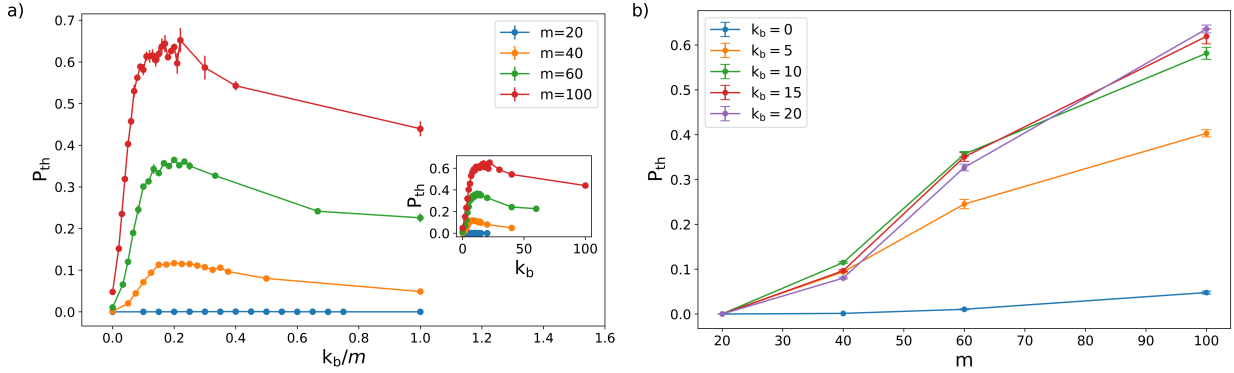 a)
0.7
0.6
0.5
0.4
0.3
0.2
0.1
0.0
P_th
0.0 0.2 0.4 0.6 0.8 1.0 1.2 1.4 1.6
k_b/m
m=20
m=40
m=60
m=100
0.6
0.4
0.2
0.0
P_th
0 50 100
k_b
b)
0.6
0.5
0.4
0.3
0.2
0.1
0.0
P_th
20 30 40 50 60 70 80 90 100
m
k_b = 0
k_b = 5
k_b = 10
k_b = 15
k_b = 20